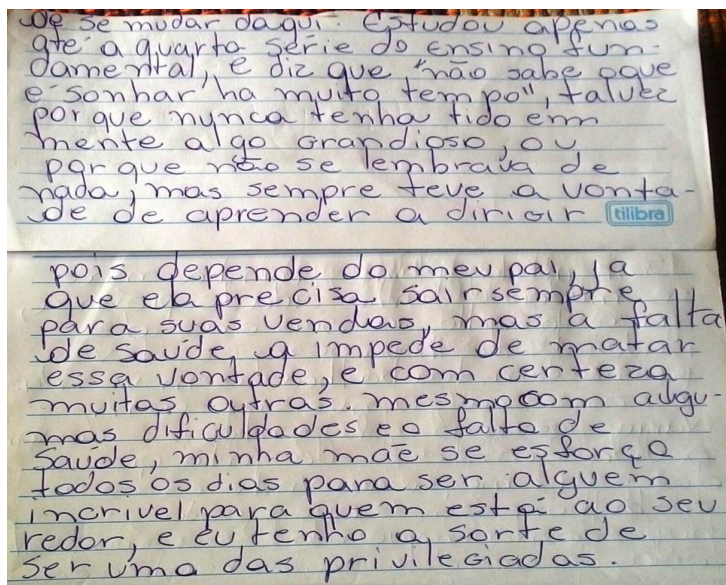 de se mudar daqui. Estudou apenas
até a quarta série do ensino fun-
damental, e diz que "não sabe oque
e sonhar ha muito tempo", talvez
porque nunca tenha tido em
mente algo grandioso, ou
porque não se lembrava de
nada, mas sempre teve a vonta-
de de aprender a dirigir tilibra
pois depende do meu pai, ja
que ela precisa sair sempre
para suas vendas, mas a falta
de saúde, a impede de matar
essa vontade, e com certeza
muitas outras. mesmo com algu-
mas dificuldades e a falta de
saúde, minha mãe se esforça
todos os dias para ser alguém
incrivel para quem está ao seu
redor, e eu tenho a sorte de
ser uma das privilegiadas.